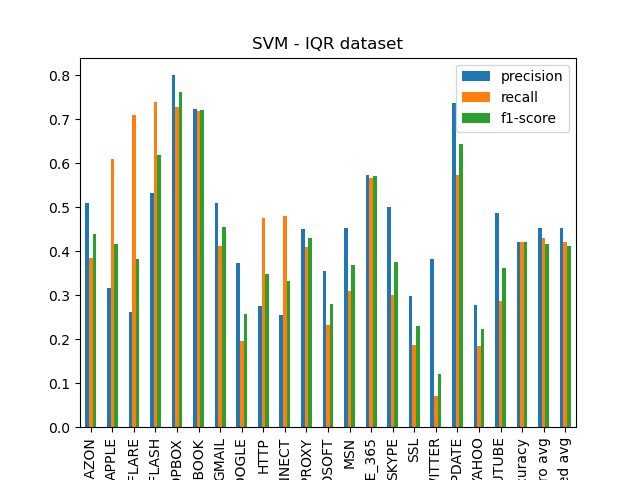 SVM - IQR dataset
precision
recall
f1-score
0.8
0.7
0.6
0.5
0.4
0.3
0.2
0.1
0.0
AZON
APPLE
FLARE
FLASH
OPBOX
BOOK
GMAIL
OOGLE
HTTP
NNECT
PROXY
OSOFT
MSN
E_365
SKYPE
SSL
ITTER
PDATE
YAHOO
UTUBE
curacy
ro avg
ed avg